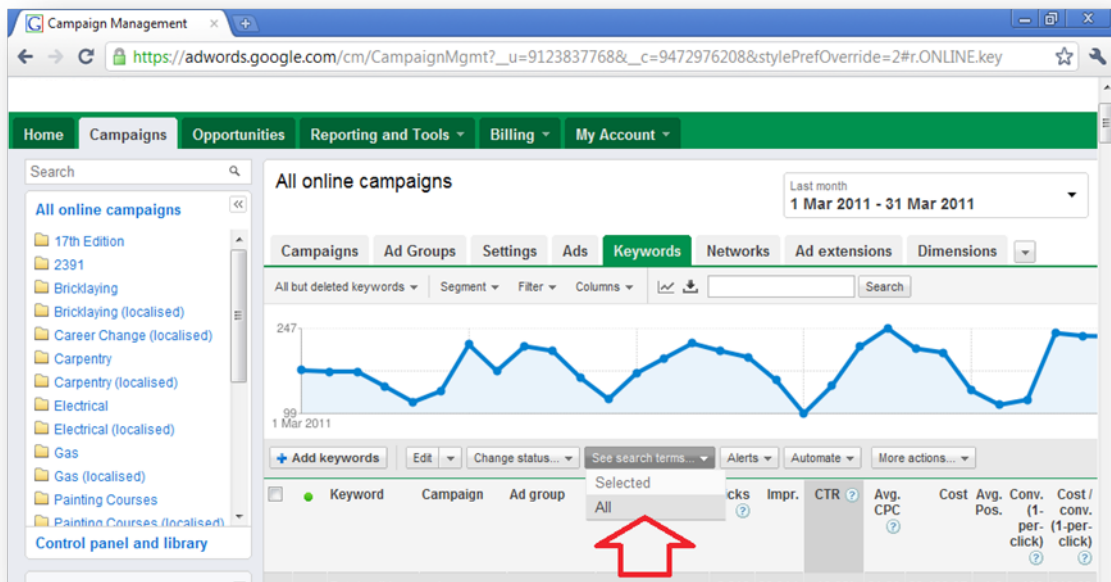 Campaign Management
https://adwords.google.com/cm/CampaignMgmt?__u=9123837768&__c=9472976208&stylePrefOverride=2#r.ONLINE.key
Home Campaigns Opportunities Reporting and Tools Billing My Account
Search
All online campaigns
17th Edition
2391
Bricklaying
Bricklaying (localised)
Career Change (localised)
Carpentry
Carpentry (localised)
Electrical
Electrical (localised)
Gas
Gas (localised)
Painting Courses
Painting Courses (localised)
Control panel and library
All online campaigns
Last month
1 Mar 2011 - 31 Mar 2011
Campaigns Ad Groups Settings Ads Keywords Networks Ad extensions Dimensions
All but deleted keywords Segment Filter Columns Search
247
99
1 Mar 2011
+ Add keywords Edit Change status... See search terms... Alerts Automate More actions...
Selected
All
Keyword Campaign Ad group cks ? Impr. CTR ? Avg. CPC ? Cost Avg. Pos. Conv. (1-per-click) ? Cost / conv. (1-per-click) ?